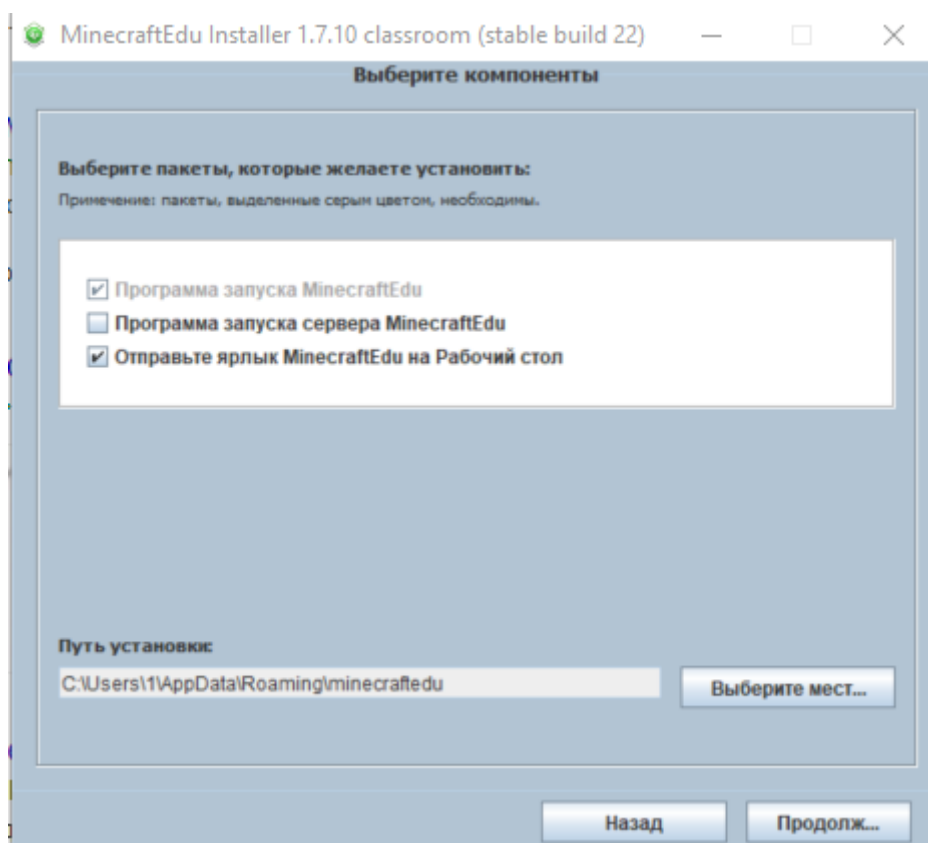 MinecraftEdu Installer 1.7.10 classroom (stable build 22)
Выберите компоненты
Выберите пакеты, которые желаете установить:
Примечение: пакеты, выделенные серым цветом, необходимы.
Программа запуска MinecraftEdu
Программа запуска сервера MinecraftEdu
Отправьте ярлык MinecraftEdu на Рабочий стол
Путь установки:
C:\Users\1\AppData\Roaming\minecraftedu
Выберите мест...
Назад
Продолж...